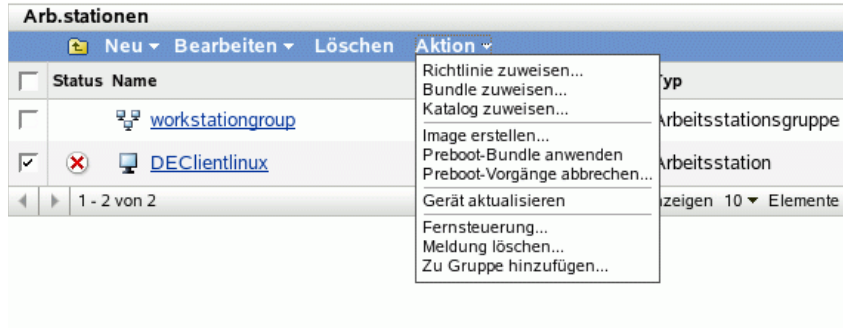 Arb.stationen
Neu Bearbeiten Löschen Aktion
Richtlinie zuweisen...
Bundle zuweisen...
Katalog zuweisen...
Image erstellen...
Preboot-Bundle anwenden
Preboot-Vorgänge abbrechen...
Gerät aktualisieren
Fernsteuerung...
Meldung löschen...
Zu Gruppe hinzufügen...
Status Name
workstationgroup
Arbeitsstationsgruppe
DEClientlinux
Arbeitsstation
1 - 2 von 2
10 Elemente